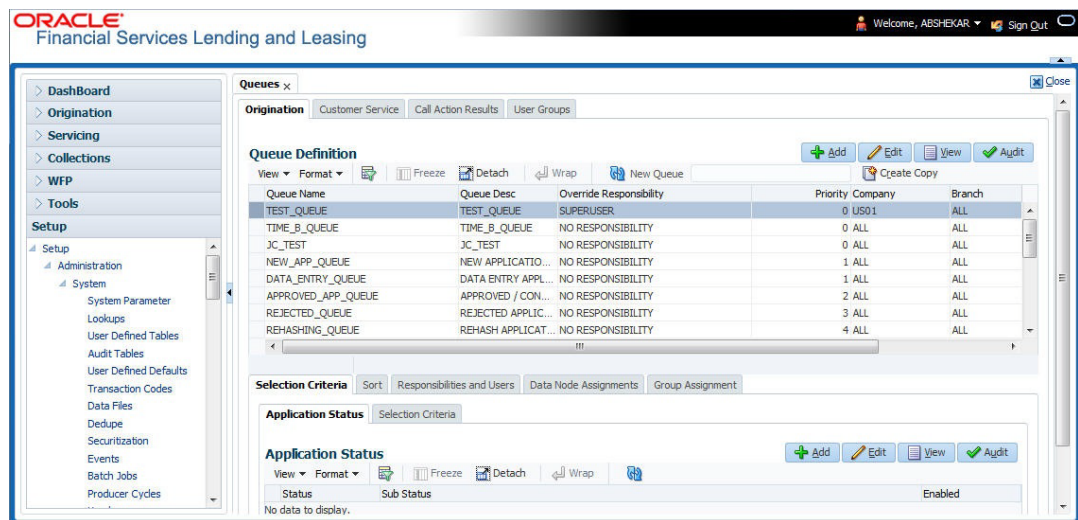 ORACLE®
Financial Services Lending and Leasing
Welcome, ABSHEKAR Sign Out
DashBoard
Origination
Servicing
Collections
WFP
Tools
Setup
Setup
Administration
System
System Parameter
Lookups
User Defined Tables
Audit Tables
User Defined Defaults
Transaction Codes
Data Files
Dedupe
Securitization
Events
Batch Jobs
Producer Cycles
Queues Close
Origination Customer Service Call Action Results User Groups
Queue Definition Add Edit View Audit
View Format Freeze Detach Wrap New Queue Create Copy
Queue Name Queue Desc Override Responsibility Priority Company Branch
TEST_QUEUE TEST_QUEUE SUPERUSER 0 US01 ALL
TIME_B_QUEUE TIME_B_QUEUE NO RESPONSIBILITY 0 ALL ALL
JC_TEST JC_TEST NO RESPONSIBILITY 0 ALL ALL
NEW_APP_QUEUE NEW APPLICATIO... NO RESPONSIBILITY 1 ALL ALL
DATA_ENTRY_QUEUE DATA ENTRY APPL... NO RESPONSIBILITY 1 ALL ALL
APPROVED_APP_QUEUE APPROVED / CON... NO RESPONSIBILITY 2 ALL ALL
REJECTED_QUEUE REJECTED APPLIC... NO RESPONSIBILITY 3 ALL ALL
REHASHING_QUEUE REHASH APPLICAT... NO RESPONSIBILITY 4 ALL ALL
Selection Criteria Sort Responsibilities and Users Data Node Assignments Group Assignment
Application Status Selection Criteria
Application Status Add Edit View Audit
View Format Freeze Detach Wrap
Status Sub Status Enabled
No data to display.